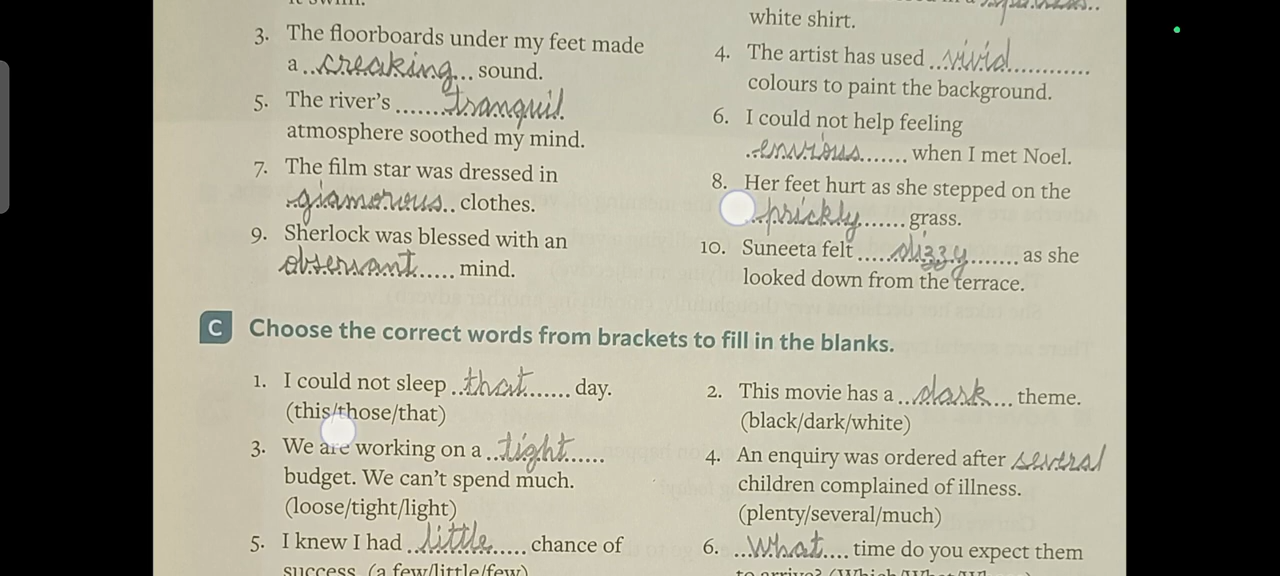 white shirt.
3. The floorboards under my feet made
a ..creaking... sound.
4. The artist has used ..vivid............
colours to paint the background.
5. The river's ......tranquil.
atmosphere soothed my mind.
6. I could not help feeling
..envious....... when I met Noel.
7. The film star was dressed in
.glamorous.. clothes.
8. Her feet hurt as she stepped on the
..prickly...... grass.
9. Sherlock was blessed with an
observant..... mind.
10. Suneeta felt .....dizzy....... as she
looked down from the terrace.
C Choose the correct words from brackets to fill in the blanks.
1. I could not sleep ..that....... day.
(this/those/that)
2. This movie has a ...dark.... theme.
(black/dark/white)
3. We are working on a ..tight.....
budget. We can't spend much.
(loose/tight/light)
4. An enquiry was ordered after several
children complained of illness.
(plenty/several/much)
5. I knew I had ..little...... chance of
success. (a few/little/few)
6. ..What.... time do you expect them
to arrive?